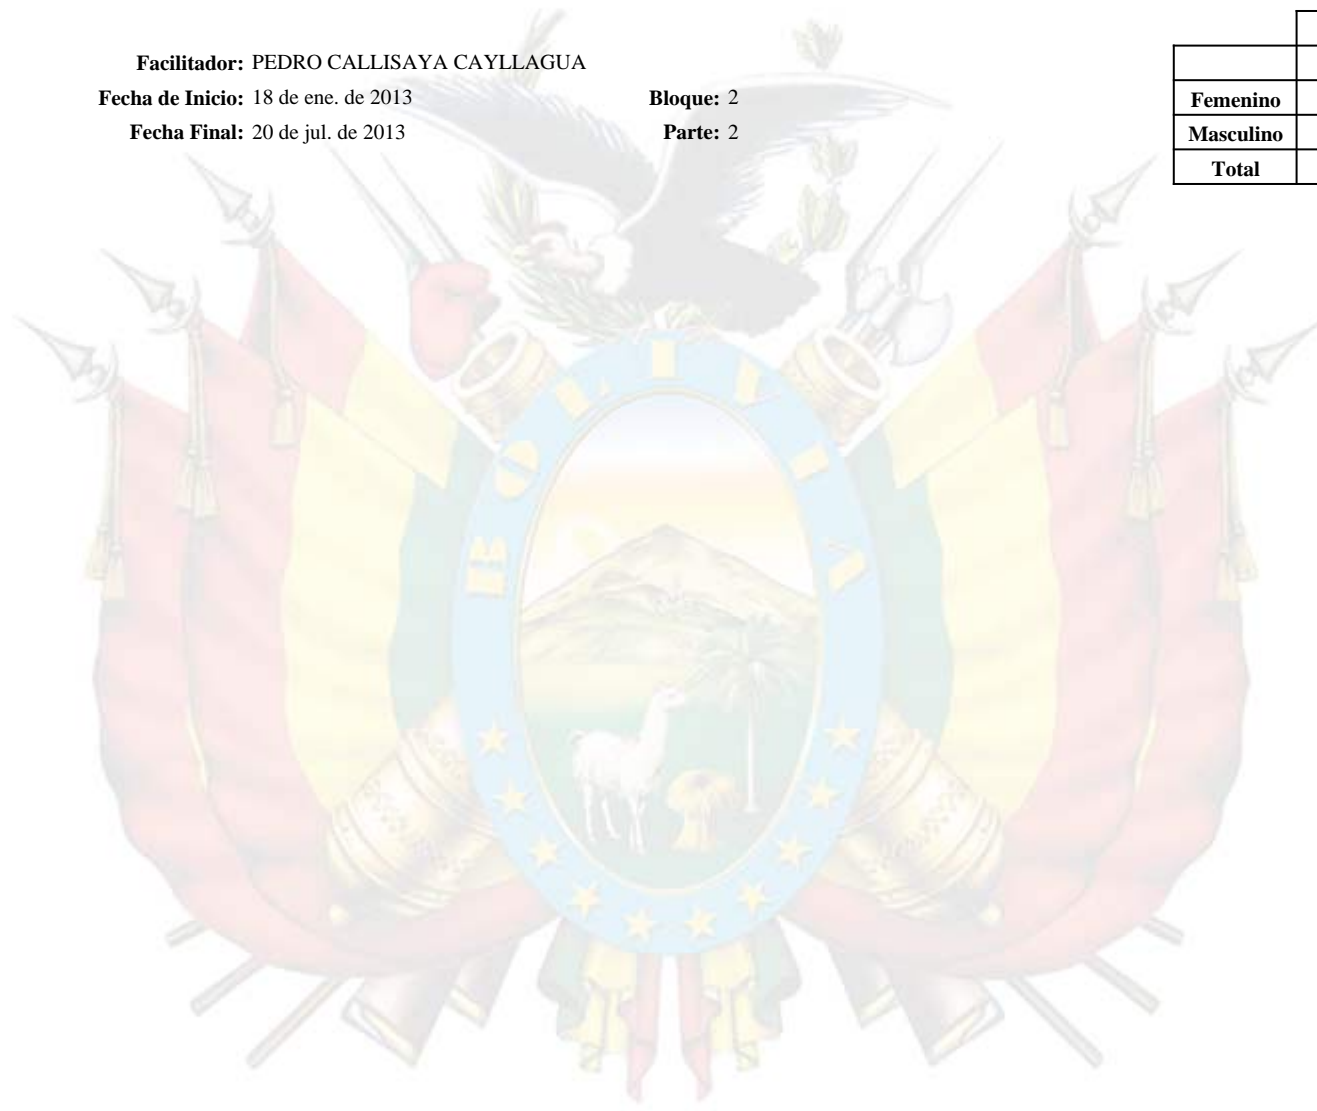 Facilitador: PEDRO CALLISAYA CAYLLAGUA
Fecha de Inicio: 18 de ene. de 2013 Bloque: 2
Fecha Final: 20 de jul. de 2013 Parte: 2
Femenino
Masculino
Total
BOLIVIA